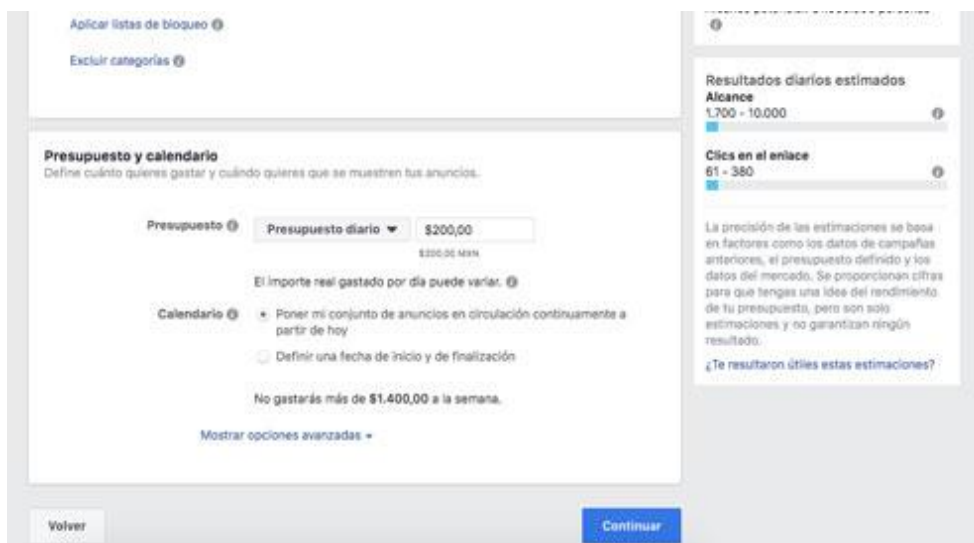 Aplicar listas de bloqueo
Excluir categorías
Presupuesto y calendario
Define cuánto quieres gastar y cuándo quieres que se muestren tus anuncios.
Presupuesto
Presupuesto diario
$200,00
$200,00 MXN
El importe real gastado por día puede variar.
Calendario
Poner mi conjunto de anuncios en circulación continuamente a
partir de hoy
Definir una fecha de inicio y de finalización
No gastarás más de $1.400,00 a la semana.
Mostrar opciones avanzadas
Volver
Continuar
Resultados diarios estimados
Alcance
1.700 - 10.000
Clics en el enlace
61 - 380
La precisión de las estimaciones se basa
en factores como los datos de campañas
anteriores, el presupuesto definido y los
datos del mercado. Se proporcionan cifras
para que tengas una idea del rendimiento
de tu presupuesto, pero son solo
estimaciones y no garantizan ningún
resultado.
¿Te resultaron útiles estas estimaciones?